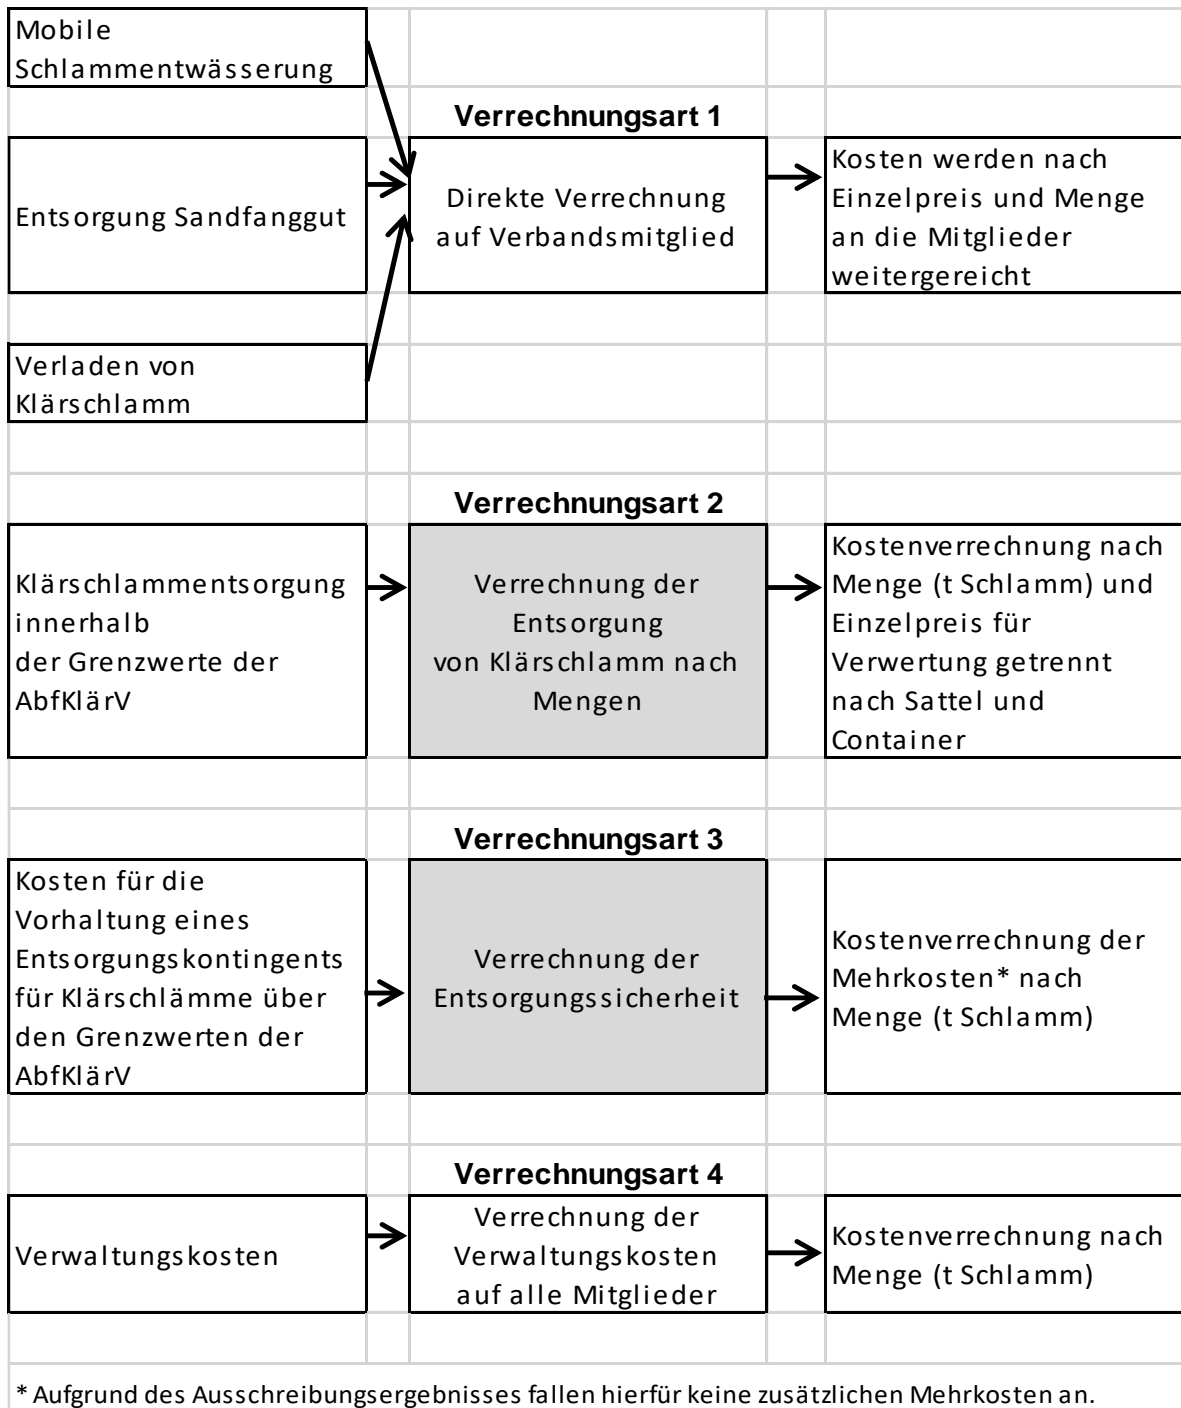 Mobile
Schlammentwässerung
Verrechnungsart 1
Entsorgung Sandfanggut
Direkte Verrechnung
auf Verbandsmitglied
Kosten werden nach
Einzelpreis und Menge
an die Mitglieder
weitergereicht
Verladen von
Klärschlamm
Verrechnungsart 2
Klärschlammentsorgung
innerhalb
der Grenzwerte der
AbfKlärV
Verrechnung der
Entsorgung
von Klärschlamm nach
Mengen
Kostenverrechnung nach
Menge (t Schlamm) und
Einzelpreis für
Verwertung getrennt
nach Sattel und
Container
Verrechnungsart 3
Kosten für die
Vorhaltung eines
Entsorgungskontingents
für Klärschlämme über
den Grenzwerten der
AbfKlärV
Verrechnung der
Entsorgungssicherheit
Kostenverrechnung der
Mehrkosten* nach
Menge (t Schlamm)
Verrechnungsart 4
Verwaltungskosten
Verrechnung der
Verwaltungskosten
auf alle Mitglieder
Kostenverrechnung nach
Menge (t Schlamm)
* Aufgrund des Ausschreibungsergebnisses fallen hierfür keine zusätzlichen Mehrkosten an.